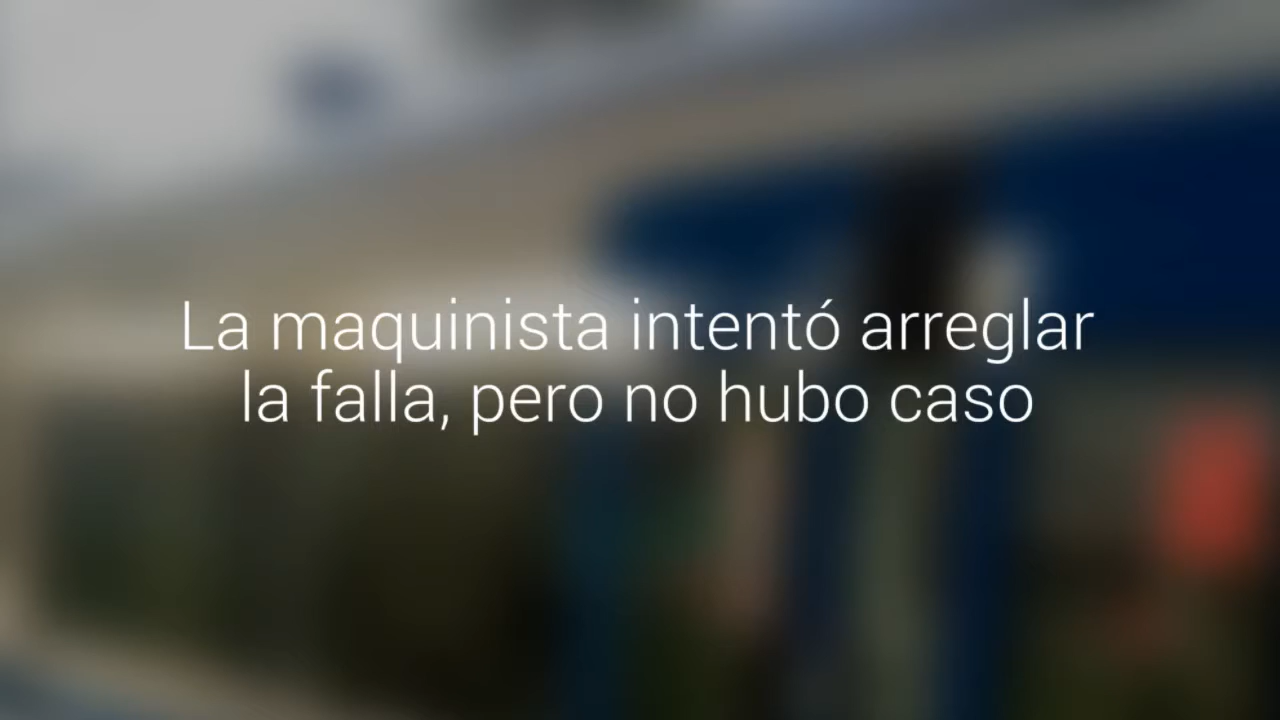 La maquinista intentó arreglar
la falla, pero no hubo caso